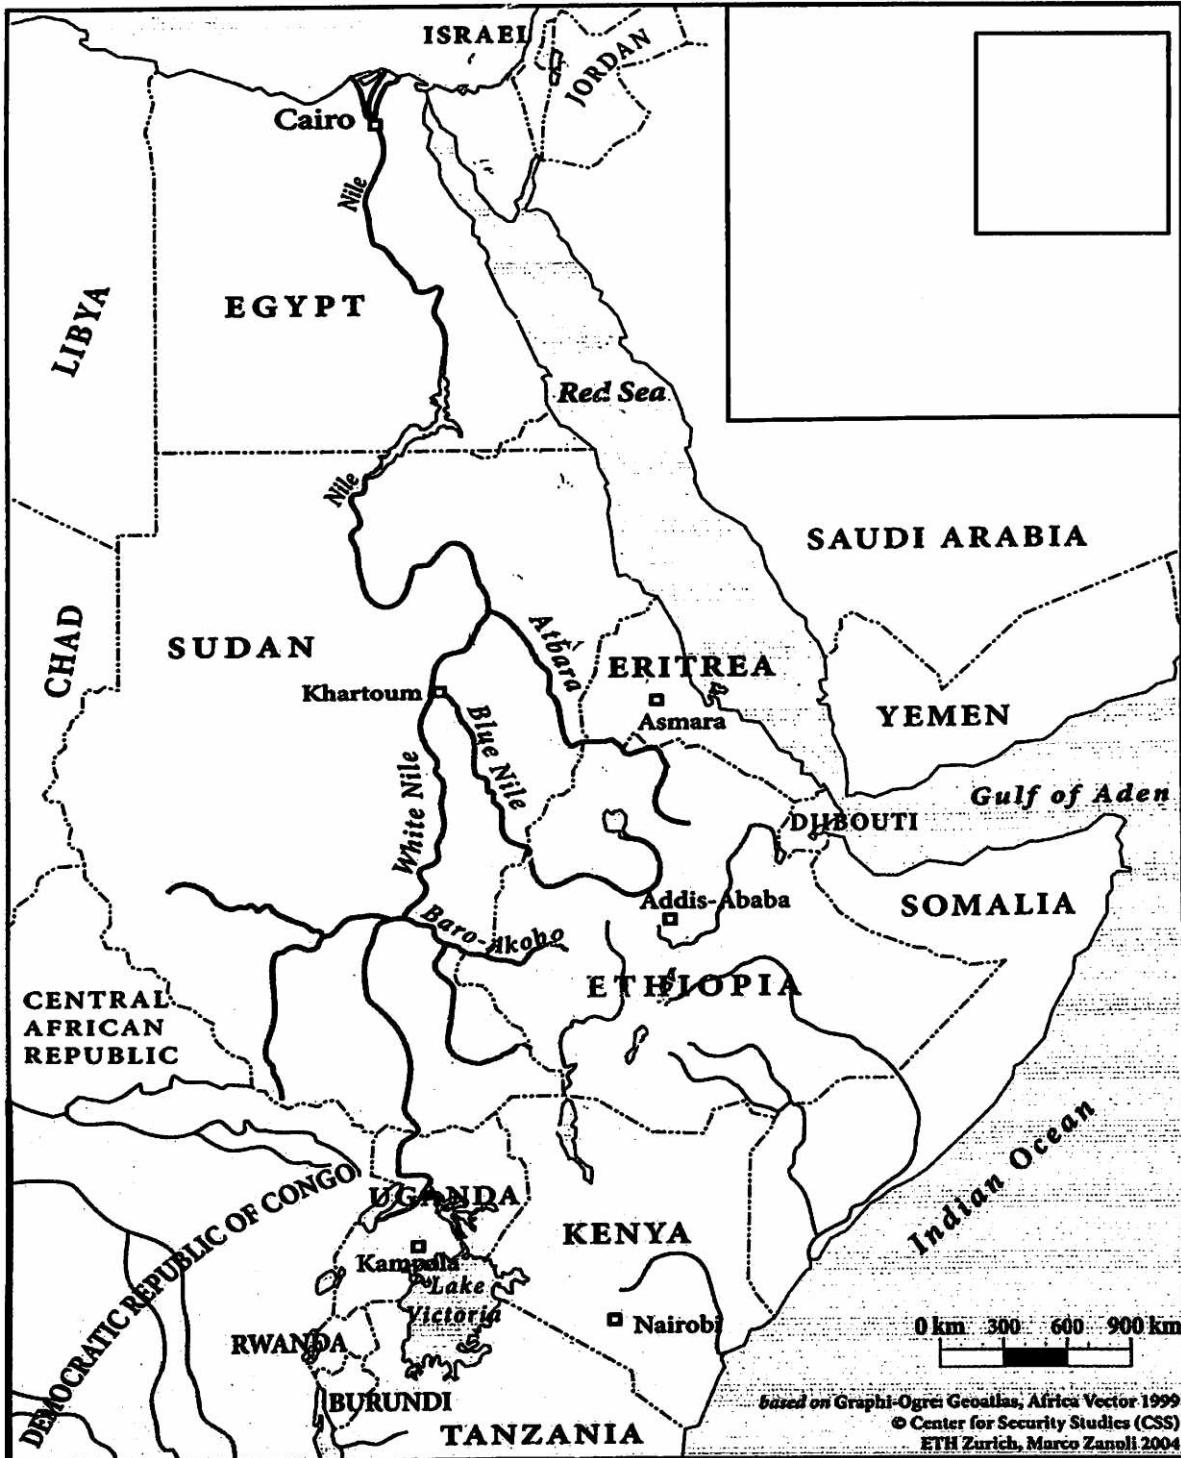 ISRAEL
JORDAN
Cairo
Nile
LIBYA
EGYPT
Red Sea
Nile
SAUDI ARABIA
CHAD
SUDAN
Atbara
ERITREA
Khartoum
Asmara
YEMEN
Blue Nile
White Nile
Gulf of Aden
DJIBOUTI
Addis-Ababa
SOMALIA
Baro-Akobo
ETHIOPIA
CENTRAL
AFRICAN
REPUBLIC
Indian Ocean
DEMOCRATIC REPUBLIC OF CONGO
UGANDA
KENYA
Kampala
Lake
Victoria
Nairobi
RWANDA
0 km 300 600 900 km
BURUNDI
TANZANIA
based on Graphi-Ogre: Geoatlas, Africa Vector 1999
© Center for Security Studies (CSS)
ETH Zurich, Marco Zanoli 2004